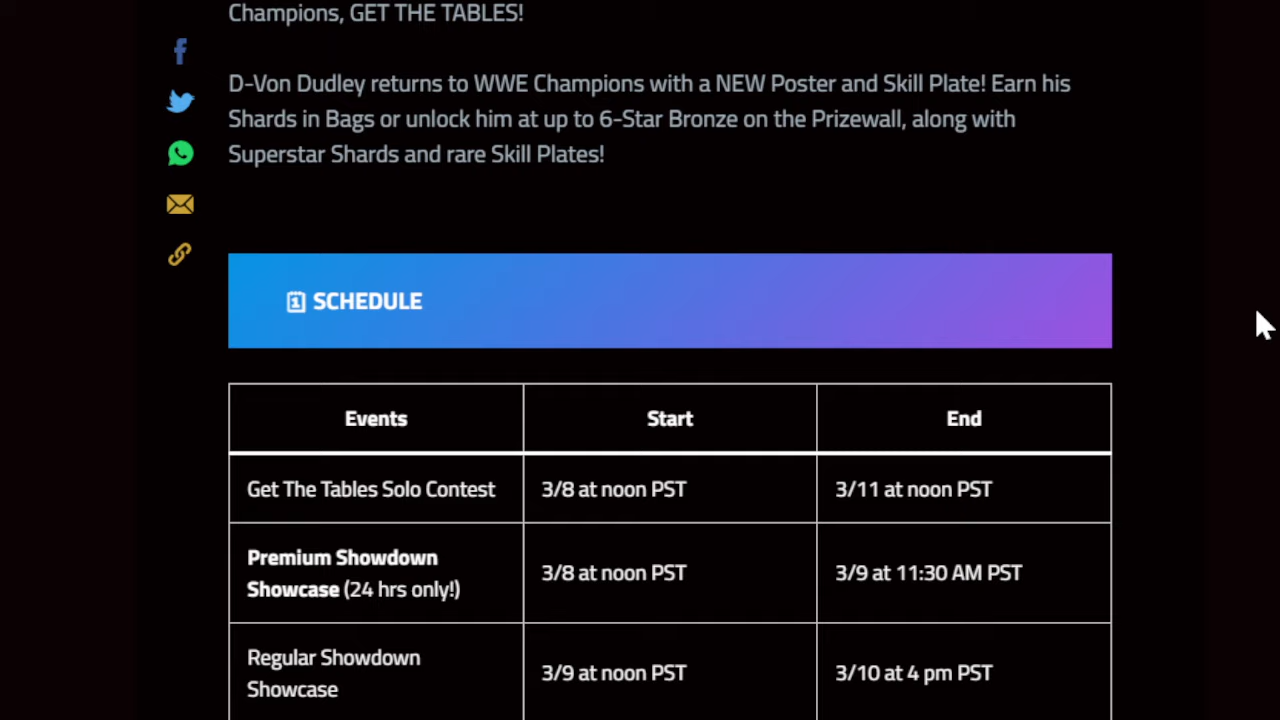 Champions, GET THE TABLES!
D-Von Dudley returns to WWE Champions with a NEW Poster and Skill Plate! Earn his
Shards in Bags or unlock him at up to 6-Star Bronze on the Prizewall, along with
Superstar Shards and rare Skill Plates!
SCHEDULE
Events Start End
Get The Tables Solo Contest 3/8 at noon PST 3/11 at noon PST
Premium Showdown
Showcase (24 hrs only!) 3/8 at noon PST 3/9 at 11:30 AM PST
Regular Showdown
Showcase 3/9 at noon PST 3/10 at 4 pm PST